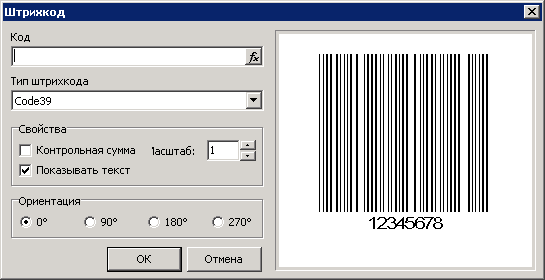 Штрихкод
Код
fx
Тип штрихкода
Code39
Свойства
Контрольная сумма
Масштаб: 1
Показывать текст
Ориентация
0° 90° 180° 270°
OK Отмена
12345678